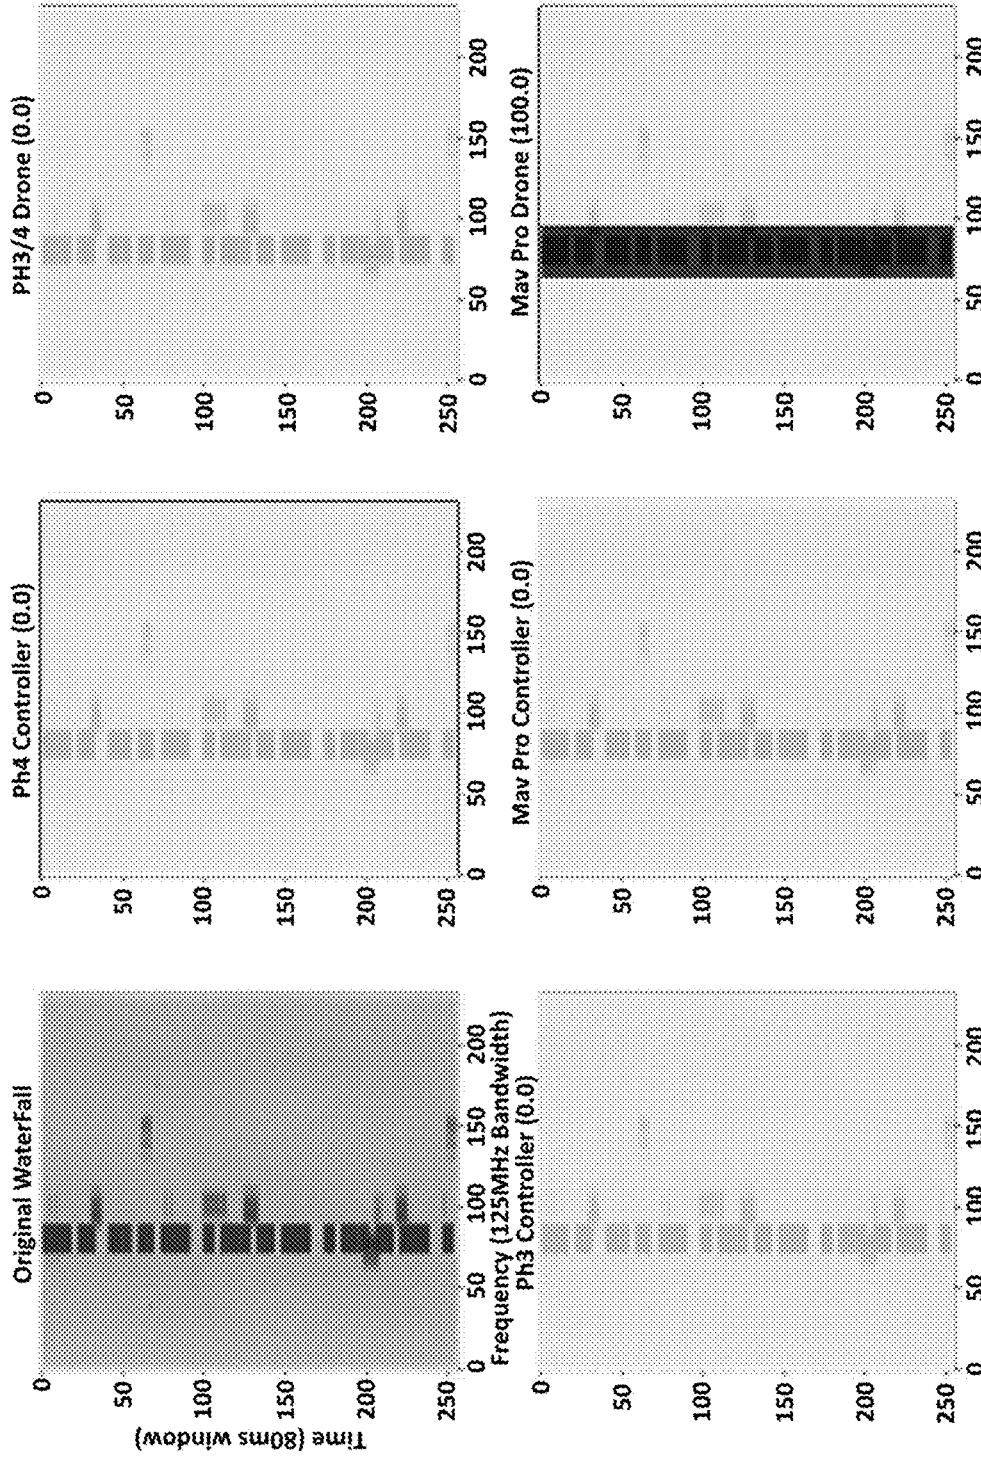 Original WaterFall
0
50
100
150
200
250
Time (80ms window)
0 50 100 150 200
Frequency (125MHz Bandwidth)
Ph4 Controller (0.0)
0
50
100
150
200
250
0 50 100 150 200
PH3/4 Drone (0.0)
0
50
100
150
200
250
0 50 100 150 200
Ph3 Controller (0.0)
0
50
100
150
200
250
0 50 100 150 200
Mav Pro Controller (0.0)
0
50
100
150
200
250
0 50 100 150 200
Mav Pro Drone (100.0)
0
50
100
150
200
250
0 50 100 150 200